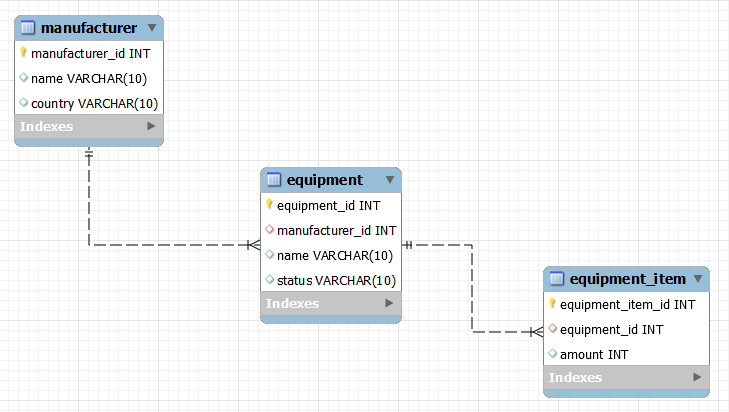 manufacturer
manufacturer_id INT
name VARCHAR(10)
country VARCHAR(10)
Indexes
equipment
equipment_id INT
manufacturer_id INT
name VARCHAR(10)
status VARCHAR(10)
Indexes
equipment_item
equipment_item_id INT
equipment_id INT
amount INT
Indexes